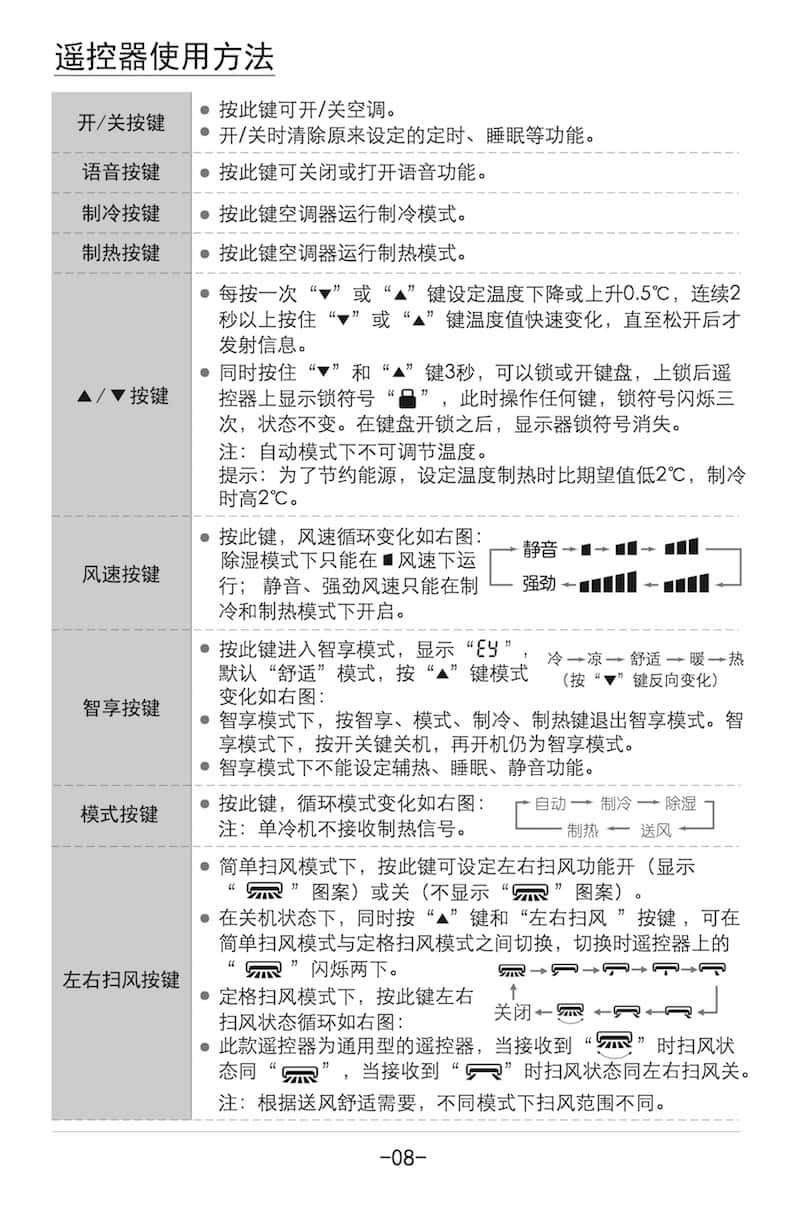 遥控器使用方法
开/关按键
● 按此键可开/关空调。
● 开/关时清除原来设定的定时、睡眠等功能。
语音按键
● 按此键可关闭或打开语音功能。
制冷按键
● 按此键空调器运行制冷模式。
制热按键
● 按此键空调器运行制热模式。
▲/▼按键
● 每按一次“▼”或“▲”键设定温度下降或上升0.5℃，连续2
秒以上按住“▼”或“▲”键温度值快速变化，直至松开后才
发射信息。
● 同时按住“▼”和“▲”键3秒，可以锁或开键盘，上锁后遥
控器上显示锁符号“ ”，此时操作任何键，锁符号闪烁三
次，状态不变。在键盘开锁之后，显示器锁符号消失。
注：自动模式下不可调节温度。
提示：为了节约能源，设定温度制热时比期望值低2℃，制冷
时高2℃。
风速按键
● 按此键，风速循环变化如右图：
除湿模式下只能在 风速下运
行； 静音、强劲风速只能在制
冷和制热模式下开启。
静音
强劲
智享按键
● 按此键进入智享模式，显示“EY”，
默认“舒适”模式，按“▲”键模式
变化如右图：
冷→凉→舒适→暖→热
（按“▼”键反向变化）
● 智享模式下，按智享、模式、制冷、制热键退出智享模式。智
享模式下，按开关键关机，再开机仍为智享模式。
● 智享模式下不能设定辅热、睡眠、静音功能。
模式按键
● 按此键，循环模式变化如右图：
注：单冷机不接收制热信号。
自动→制冷→除湿
制热←送风
左右扫风按键
● 简单扫风模式下，按此键可设定左右扫风功能开（显示
“ ”图案）或关（不显示“ ”图案）。
● 在关机状态下，同时按“▲”键和“左右扫风 ”按键 ，可在
简单扫风模式与定格扫风模式之间切换，切换时遥控器上的
“ ”闪烁两下。
● 定格扫风模式下，按此键左右
扫风状态循环如右图：
关闭
● 此款遥控器为通用型的遥控器，当接收到“ ”时扫风状
态同“ ”，当接收到“ ”时扫风状态同左右扫风关。
注：根据送风舒适需要，不同模式下扫风范围不同。
-08-